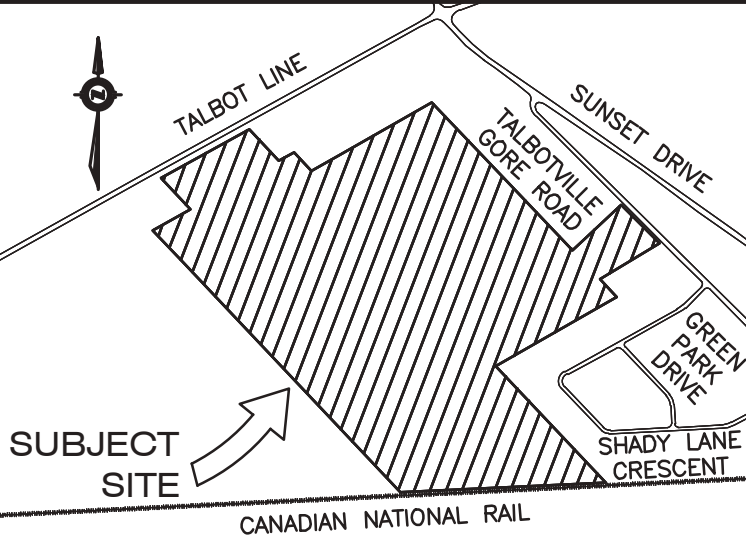 TALBOT LINE
SUNSET DRIVE
TALBOTVILLE
GORE ROAD
GREEN
PARK
DRIVE
SUBJECT
SITE
SHADY LANE
CRESCENT
CANADIAN NATIONAL RAIL
N